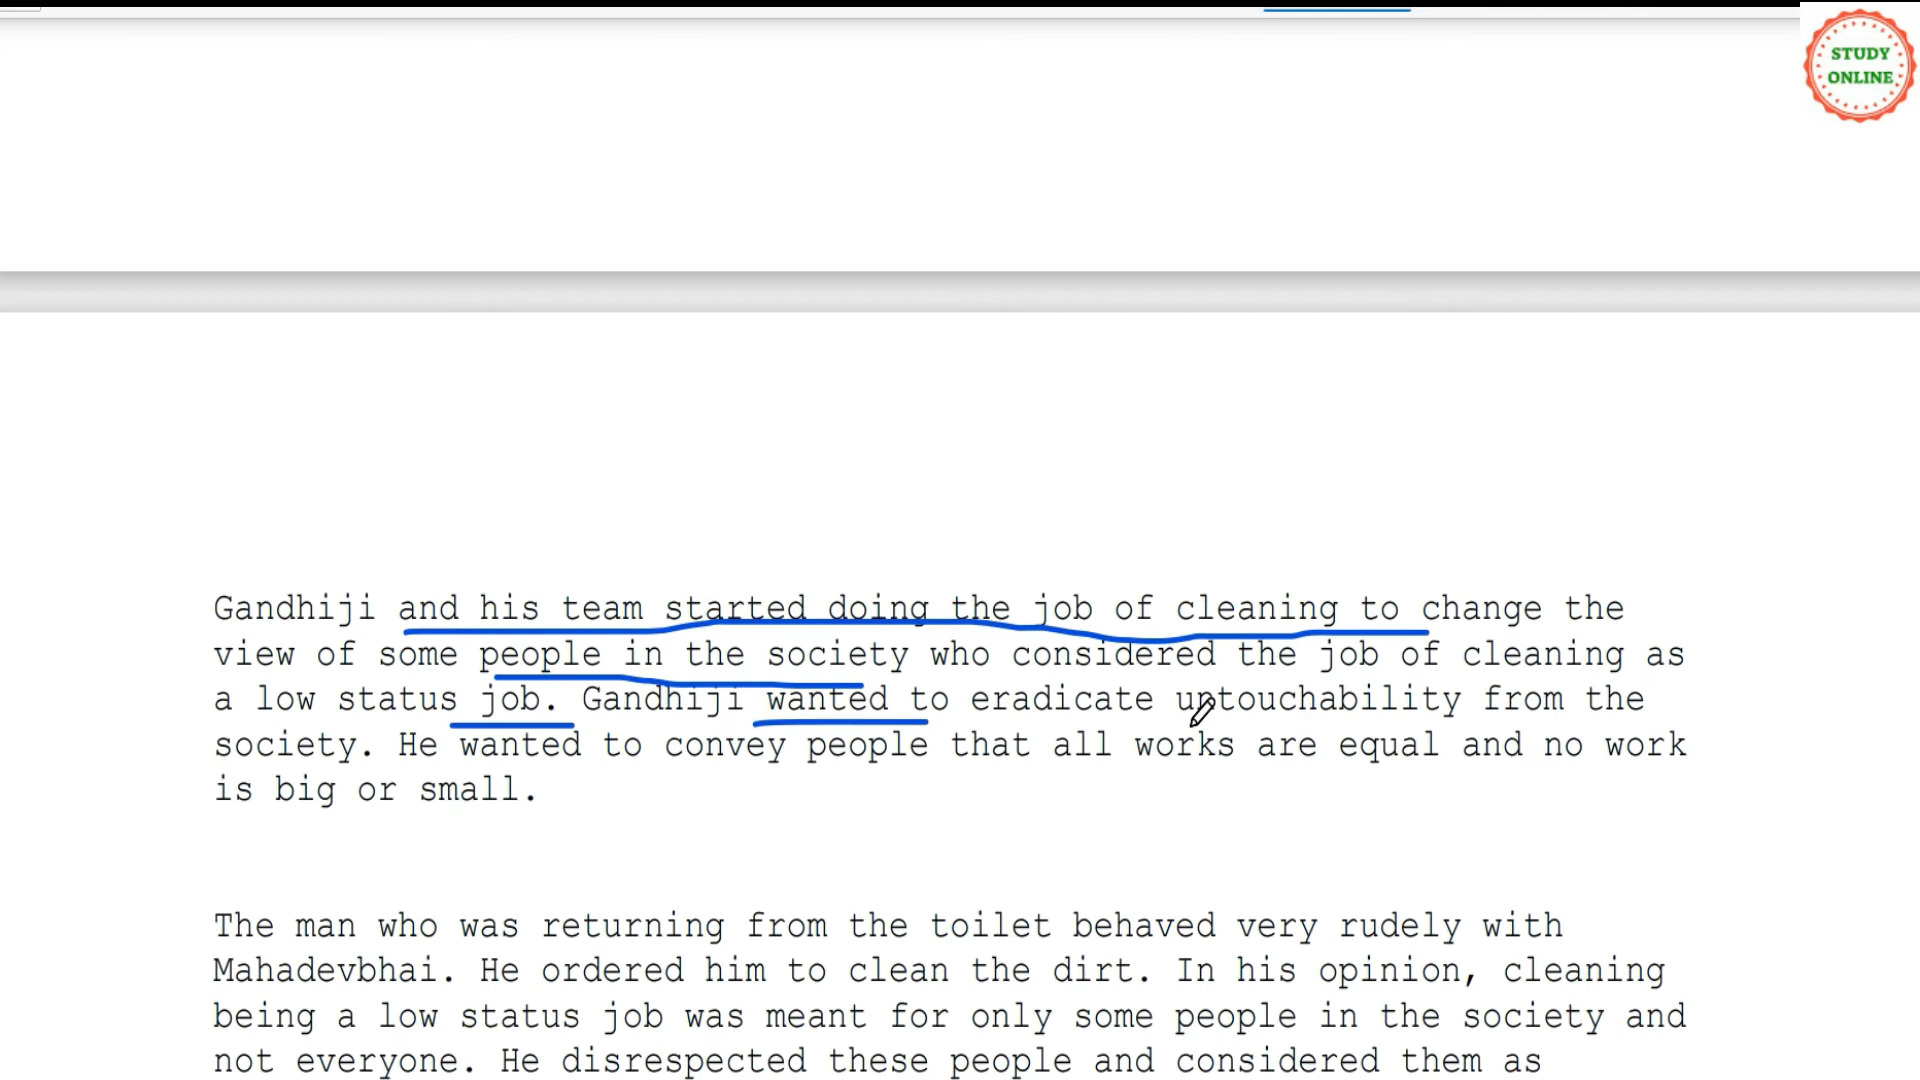 STUDY
ONLINE
Gandhiji and his team started doing the job of cleaning to change the
view of some people in the society who considered the job of cleaning as
a low status job. Gandhiji wanted to eradicate untouchability from the
society. He wanted to convey people that all works are equal and no work
is big or small.
The man who was returning from the toilet behaved very rudely with
Mahadevbhai. He ordered him to clean the dirt. In his opinion, cleaning
being a low status job was meant for only some people in the society and
not everyone. He disrespected these people and considered them as